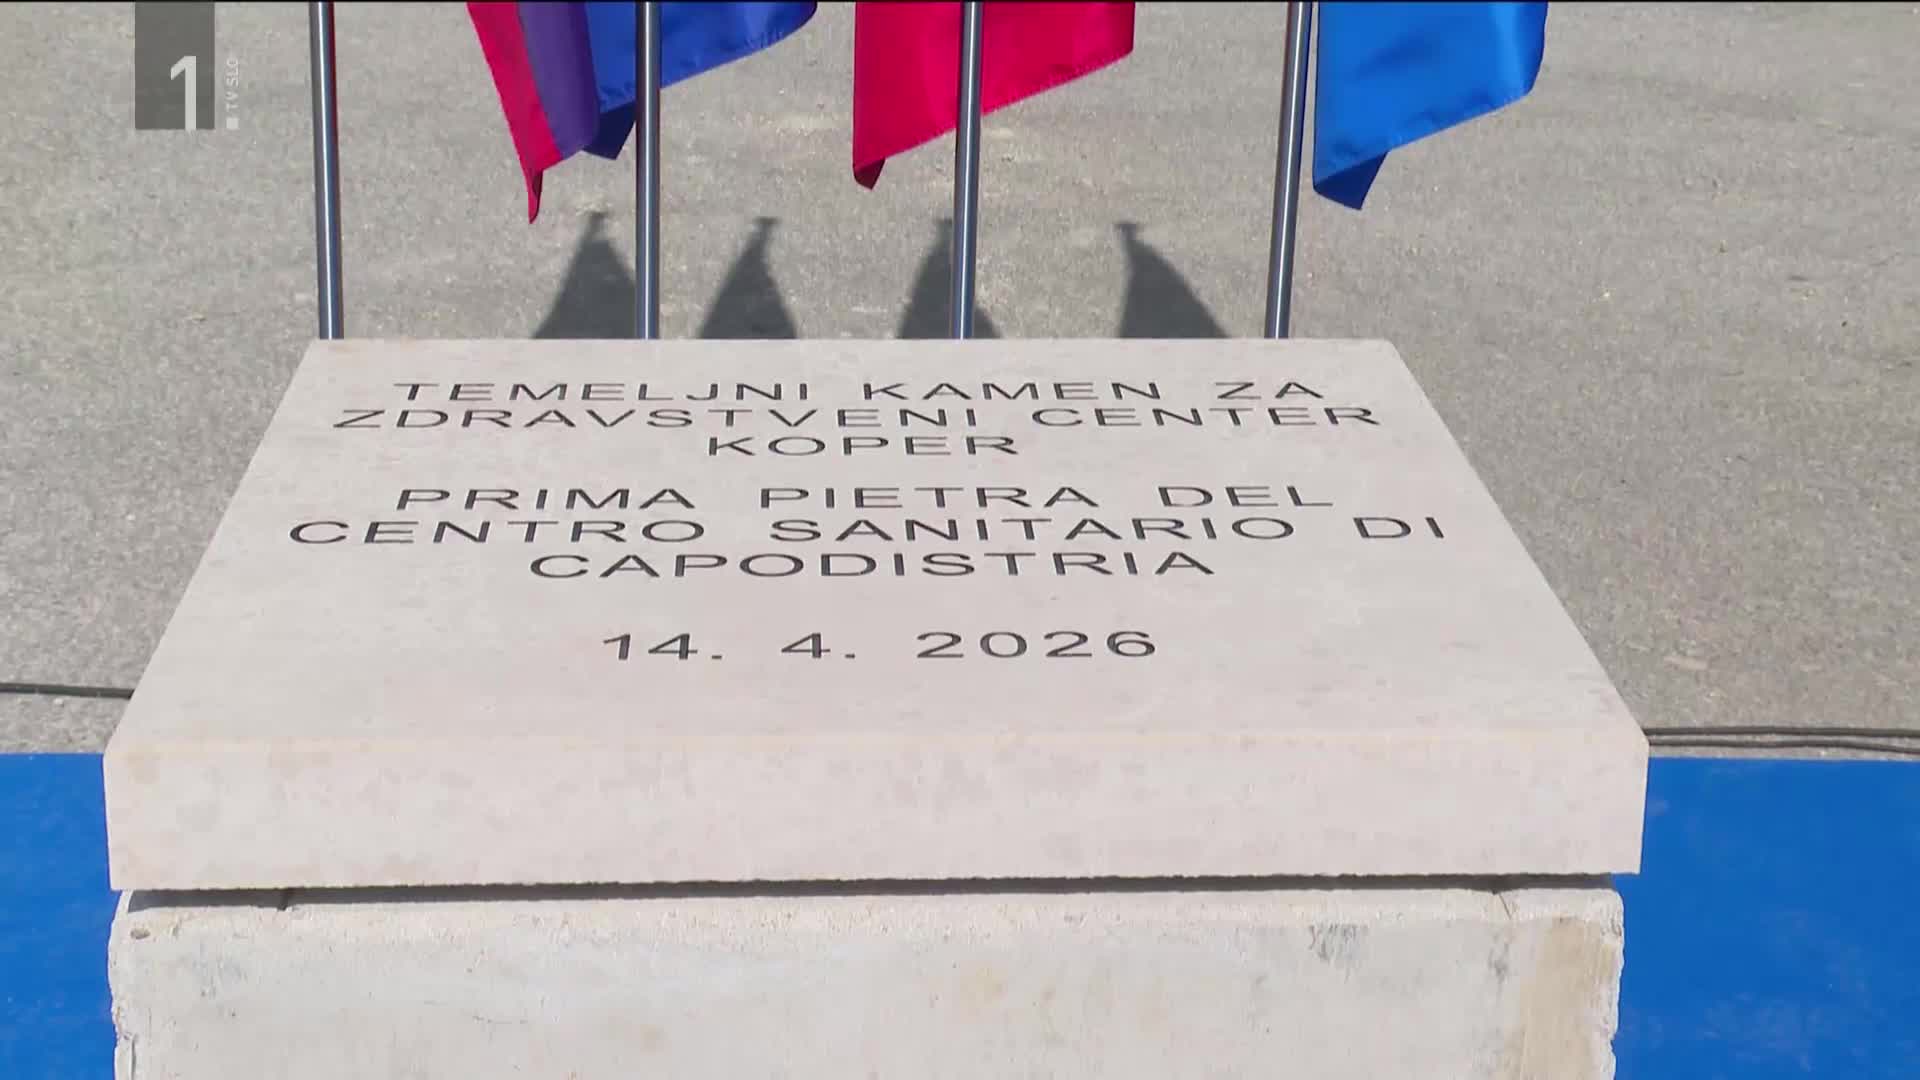 1
TV SLO
TEMELJNI KAMEN ZA
ZDRAVSTVENI CENTER
KOPER
PRIMA PIETRA DEL
CENTRO SANITARIO DI
CAPODISTRIA
14. 4. 2026